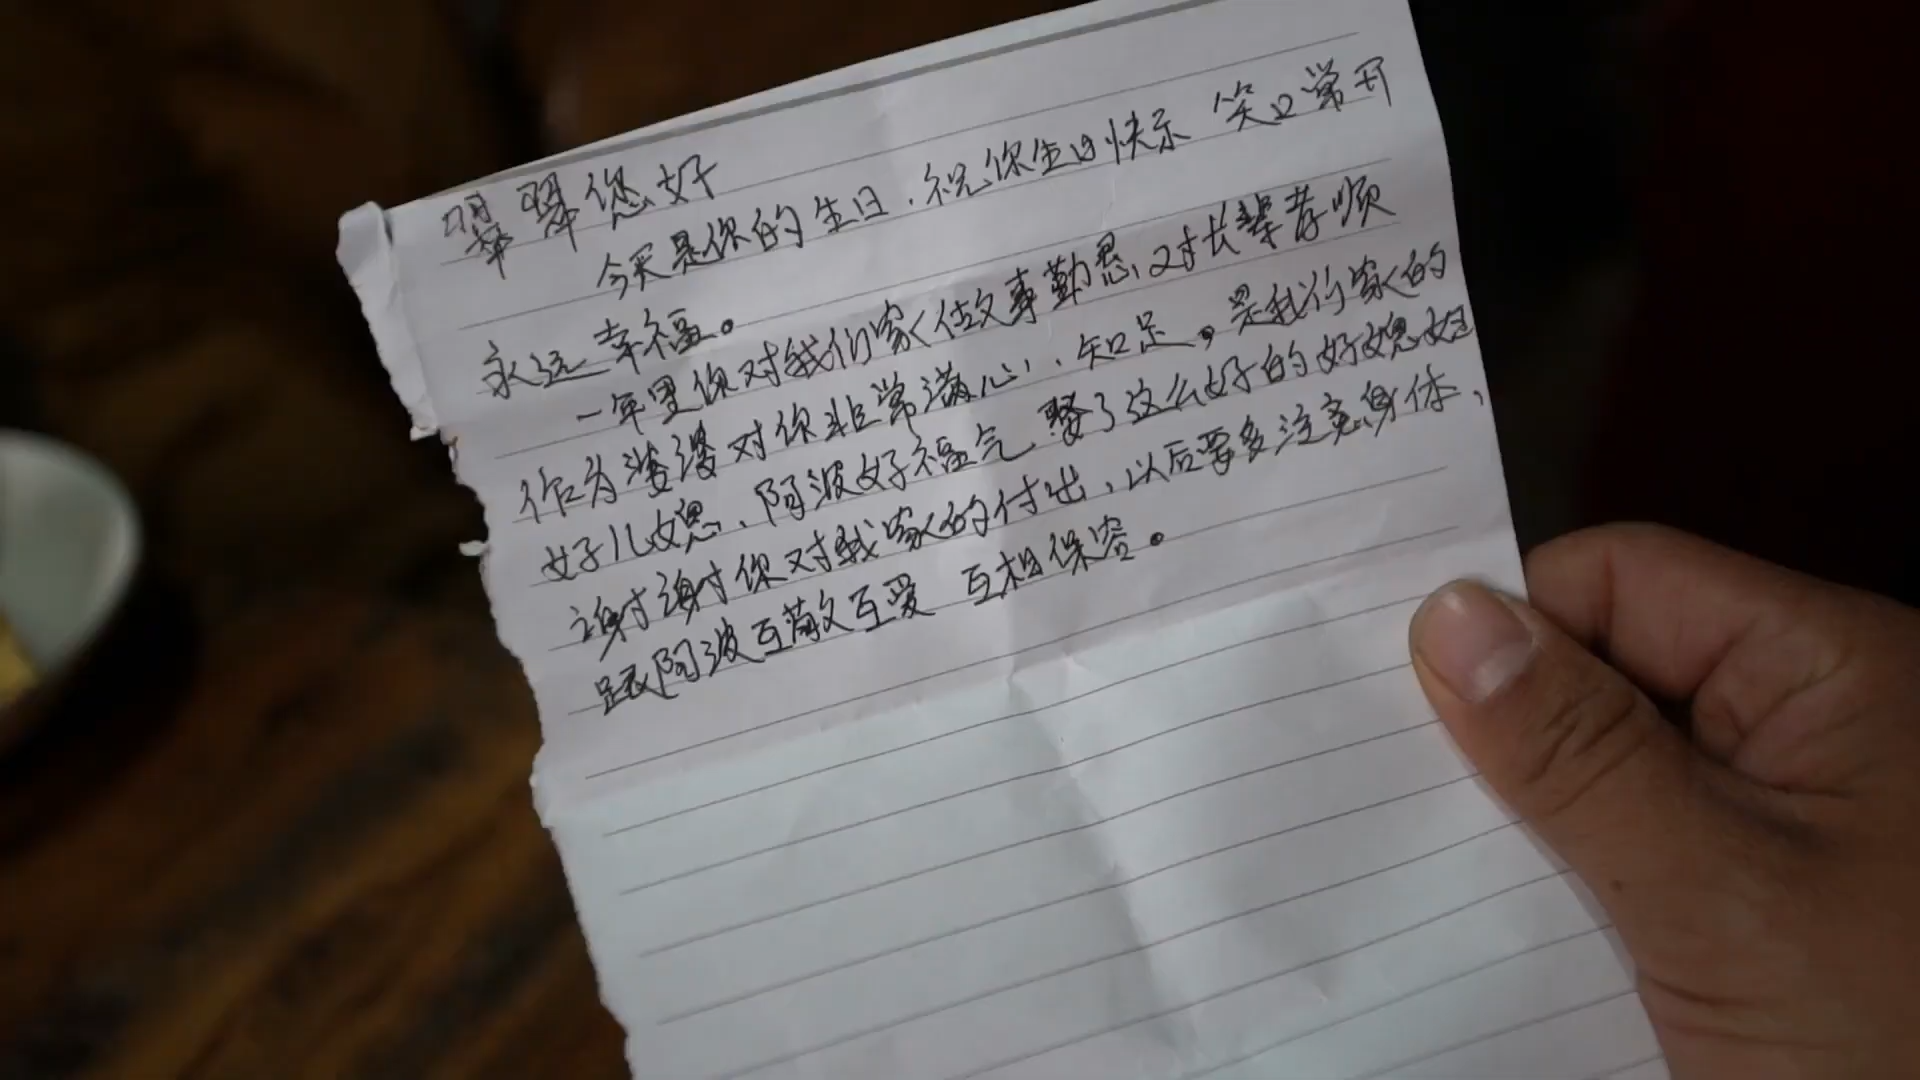 翠翠您好
今天是你的生日.祝你生日快乐 笑口常开
永远幸福。
一年里你对我们家做事勤恳,对长辈孝顺
作为婆婆对你非常满心、知足。是我们家的
好儿媳、阿波好福气 娶了这么好的好媳妇
谢谢你对我家的付出,以后要多注意身体、
跟阿波互敬互爱 互相保容。